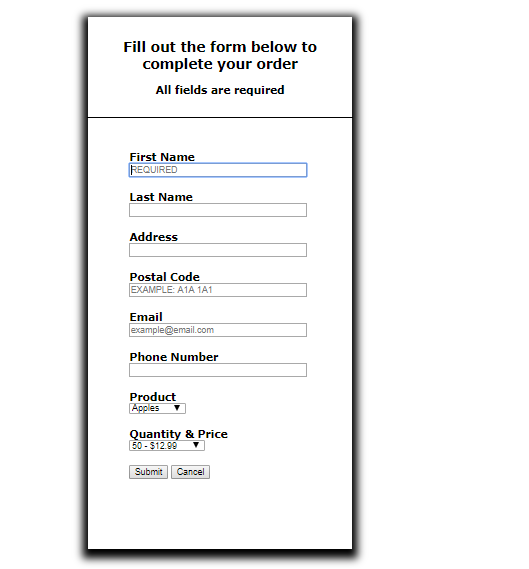 Fill out the form below to
complete your order
All fields are required
First Name
REQUIRED
Last Name
Address
Postal Code
EXAMPLE: A1A 1A1
Email
example@email.com
Phone Number
Product
Apples ▼
Quantity & Price
50 - $12.99 ▼
Submit Cancel